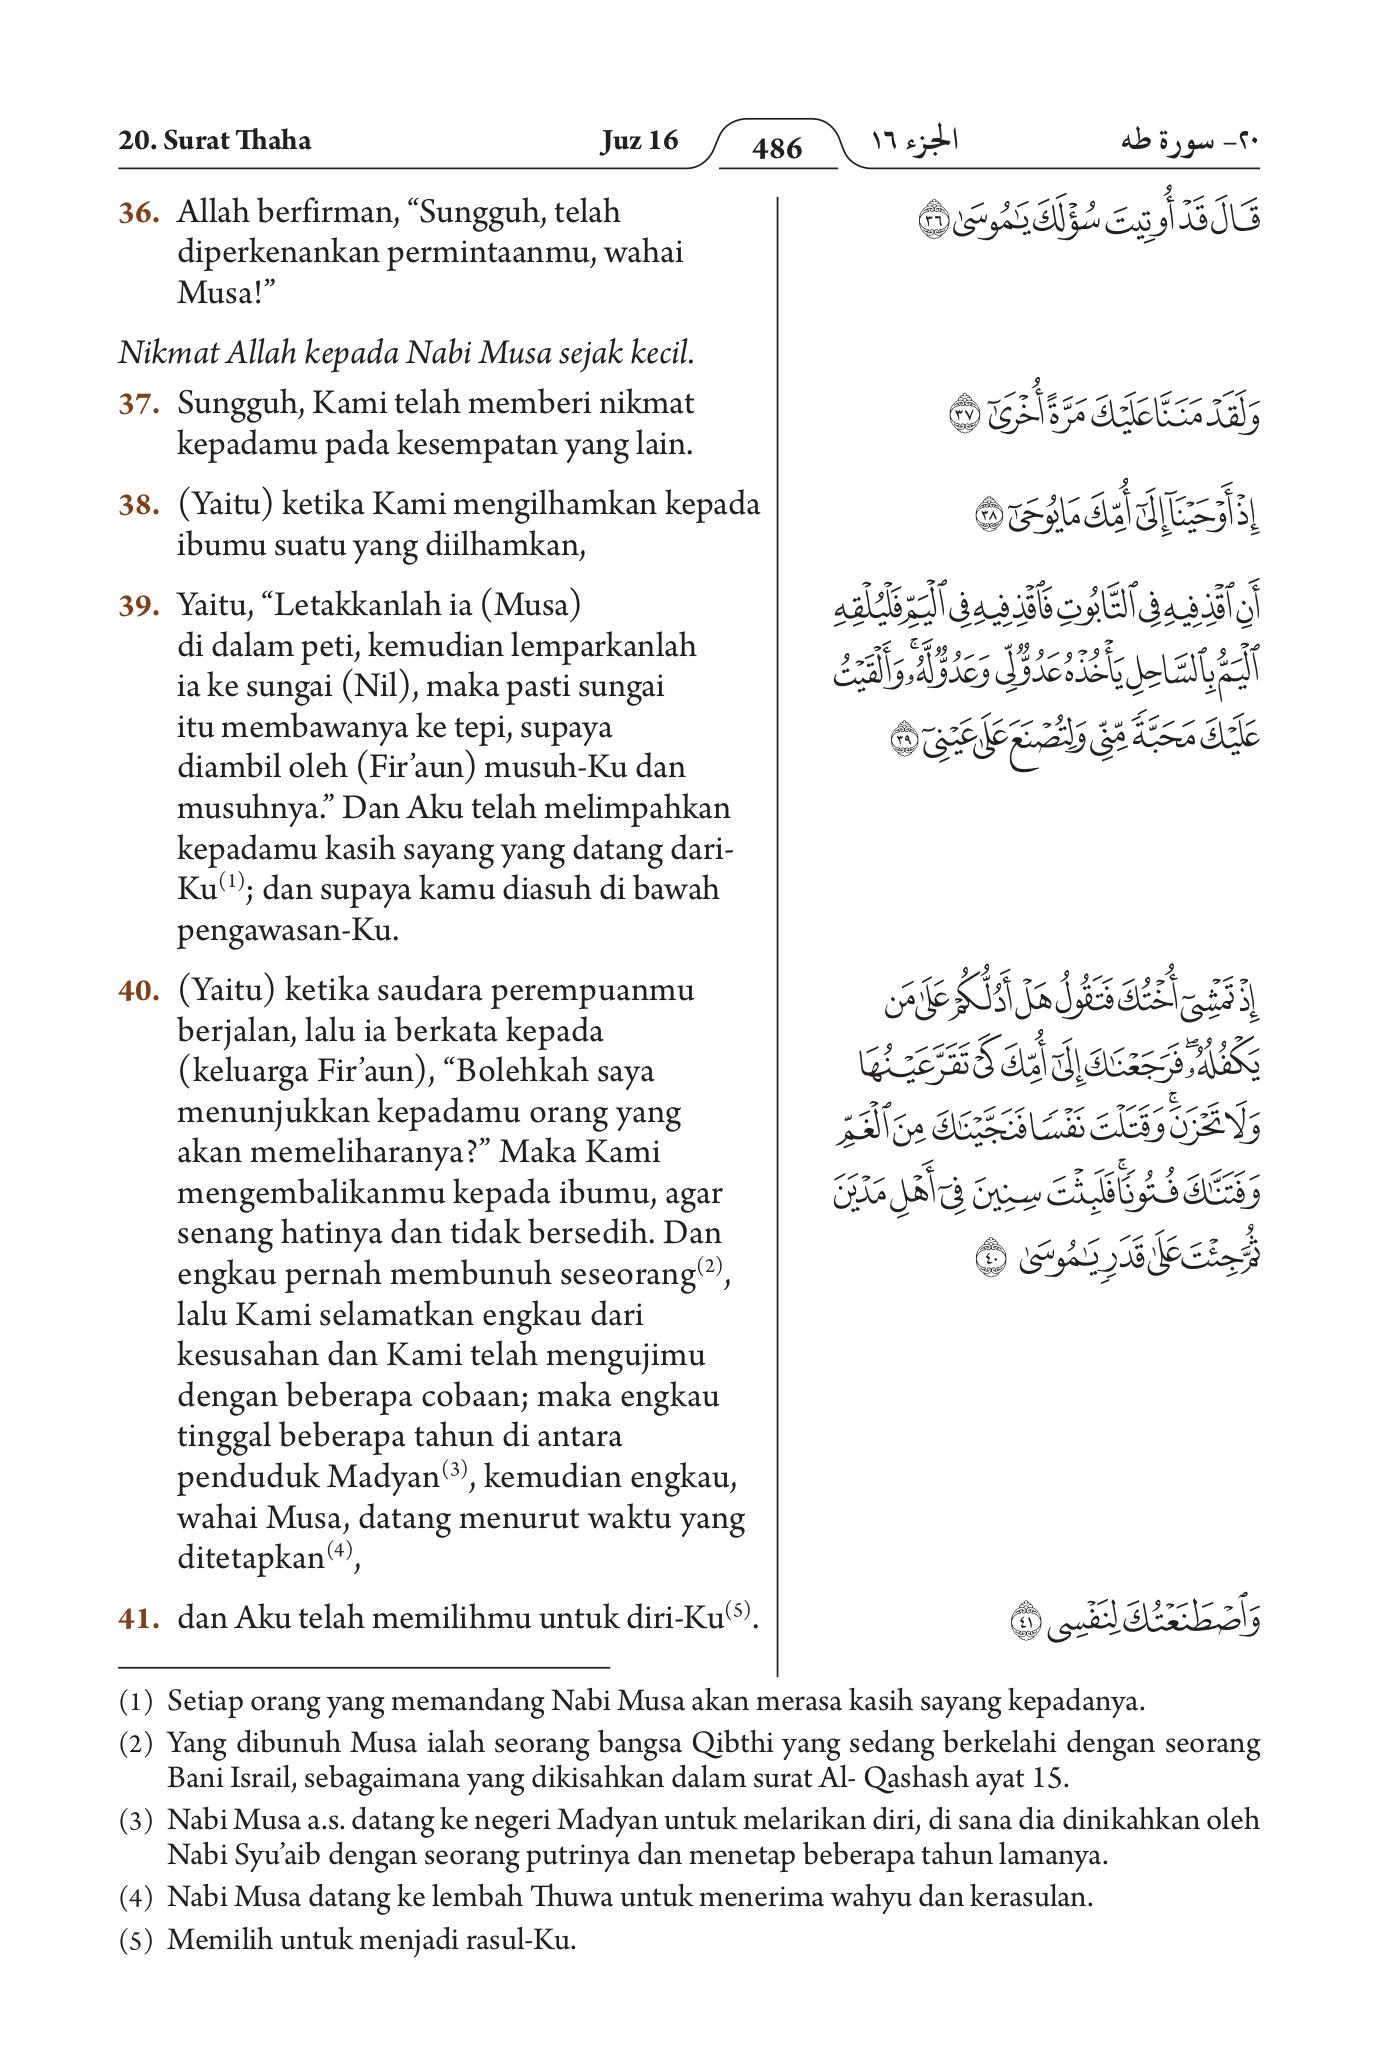 20. Surat Thaha
Juz 16
486
الجزء ١٦
٢٠- سورة طه
36. Allah berfirman, “Sungguh, telah
diperkenankan permintaanmu, wahai
Musa!”
Nikmat Allah kepada Nabi Musa sejak kecil.
37. Sungguh, Kami telah memberi nikmat
kepadamu pada kesempatan yang lain.
38. (Yaitu) ketika Kami mengilhamkan kepada
ibumu suatu yang diilhamkan,
39. Yaitu, “Letakkanlah ia (Musa)
di dalam peti, kemudian lemparkanlah
ia ke sungai (Nil), maka pasti sungai
itu membawanya ke tepi, supaya
diambil oleh (Fir’aun) musuh-Ku dan
musuhnya.” Dan Aku telah melimpahkan
kepadamu kasih sayang yang datang dari-
Ku(1); dan supaya kamu diasuh di bawah
pengawasan-Ku.
40. (Yaitu) ketika saudara perempuanmu
berjalan, lalu ia berkata kepada
(keluarga Fir’aun), “Bolehkah saya
menunjukkan kepadamu orang yang
akan memeliharanya?” Maka Kami
mengembalikanmu kepada ibumu, agar
senang hatinya dan tidak bersedih. Dan
engkau pernah membunuh seseorang(2),
lalu Kami selamatkan engkau dari
kesusahan dan Kami telah mengujimu
dengan beberapa cobaan; maka engkau
tinggal beberapa tahun di antara
penduduk Madyan(3), kemudian engkau,
wahai Musa, datang menurut waktu yang
ditetapkan(4),
41. dan Aku telah memilihmu untuk diri-Ku(5).
قَالَ قَدۡ أُوتِيتَ سُؤۡلَكَ يَٰمُوسَىٰ ٣٦
وَلَقَدۡ مَنَنَّا عَلَيۡكَ مَرَّةً أُخۡرَىٰٓ ٣٧
إِذۡ أَوۡحَيۡنَآ إِلَىٰٓ أُمِّكَ مَا يُوحَىٰٓ ٣٨
أَنِ ٱقۡذِفِيهِ فِي ٱلتَّابُوتِ فَٱقۡذِفِيهِ فِي ٱلۡيَمِّ فَلۡيُلۡقِهِ
ٱلۡيَمُّ بِٱلسَّاحِلِ يَأۡخُذۡهُ عَدُوّٞ لِّي وَعَدُوّٞ لَّهُۥۚ وَأَلۡقَيۡتُ
عَلَيۡكَ مَحَبَّةٗ مِّنِّي وَلِتُصۡنَعَ عَلَىٰ عَيۡنِيٓ ٣٩
إِذۡ تَمۡشِيٓ أُخۡتُكَ فَتَقُولُ هَلۡ أَدُلُّكُمۡ عَلَىٰ مَن
يَكۡفُلُهُۥۖ فَرَجَعۡنَٰكَ إِلَىٰٓ أُمِّكَ كَيۡ تَقَرَّ عَيۡنُهَا
وَلَا تَحۡزَنَۚ وَقَتَلۡتَ نَفۡسٗا فَنَجَّيۡنَٰكَ مِنَ ٱلۡغَمِّ
وَفَتَنَّٰكَ فُتُونٗاۚ فَلَبِثۡتَ سِنِينَ فِيٓ أَهۡلِ مَدۡيَنَ
ثُمَّ جِئۡتَ عَلَىٰ قَدَرٖ يَٰمُوسَىٰ ٤٠
وَٱصۡطَنَعۡتُكَ لِنَفۡسِي ٤١
(1) Setiap orang yang memandang Nabi Musa akan merasa kasih sayang kepadanya.
(2) Yang dibunuh Musa ialah seorang bangsa Qibthi yang sedang berkelahi dengan seorang
Bani Israil, sebagaimana yang dikisahkan dalam surat Al- Qashash ayat 15.
(3) Nabi Musa a.s. datang ke negeri Madyan untuk melarikan diri, di sana dia dinikahkan oleh
Nabi Syu’aib dengan seorang putrinya dan menetap beberapa tahun lamanya.
(4) Nabi Musa datang ke lembah Thuwa untuk menerima wahyu dan kerasulan.
(5) Memilih untuk menjadi rasul-Ku.